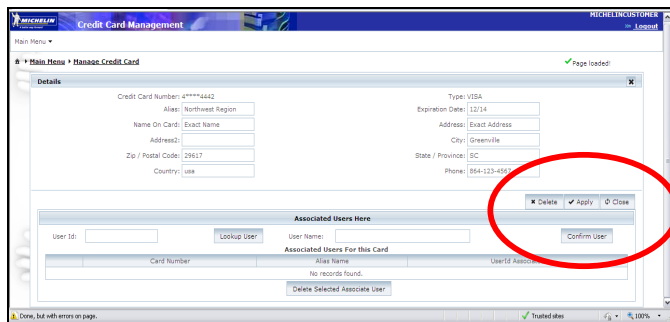 MICHELIN
Credit Card Management
MICHELINCUSTOMER
Logout
Main Menu
Main Menu Manage Credit Card
Page loaded!
Details
Credit Card Number: 4****4442 Type: VISA
Alias: Northwest Region Expiration Date: 12/14
Name On Card: Exact Name Address: Exact Address
Address2: City: Greenville
Zip / Postal Code: 29617 State / Province: SC
Country: usa Phone: 864-123-4567
Delete Apply Close
Associated Users Here
User Id: Lookup User User Name: Confirm User
Associated Users For this Card
Card Number Alias Name UserId
No records found.
Delete Selected Associate User
Done, but with errors on page. Trusted sites 100%